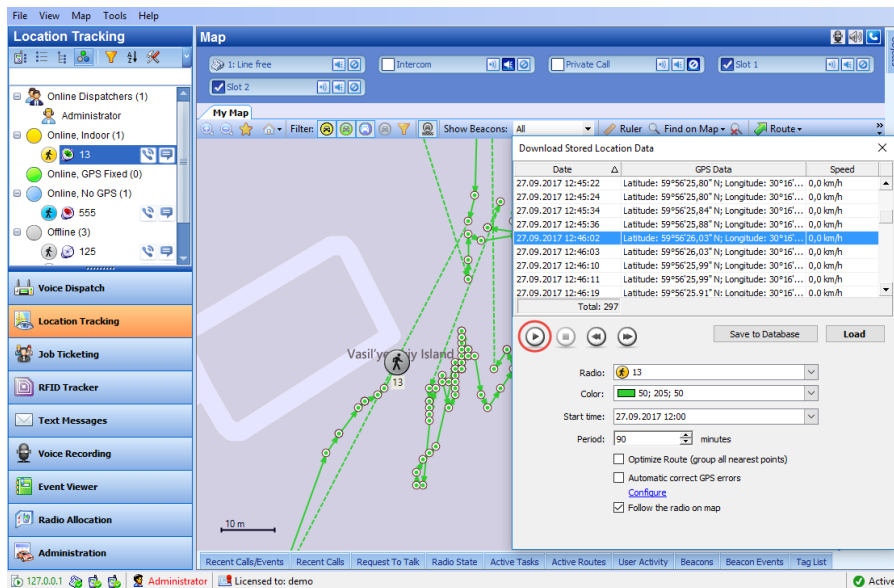 File View Map Tools Help
Location Tracking
Map
1: Line free
Intercom
Private Call
Slot 1
Slot 2
My Map
Filter:
Show Beacons:
All
Ruler
Find on Map
Route
Online Dispatchers (1)
Administrator
Online, Indoor (1)
13
Online, GPS Fixed (0)
Online, No GPS (1)
555
Offline (3)
125
Voice Dispatch
Location Tracking
Job Ticketing
RFID Tracker
Text Messages
Voice Recording
Event Viewer
Radio Allocation
Administration
13
10 m
Download Stored Location Data
Date GPS Data Speed
27.09.2017 12:45:22 Latitude: 59°56'25,80" N; Longitude: 30°16'... 0,0 km/h
27.09.2017 12:45:24 Latitude: 59°56'25,80" N; Longitude: 30°16'... 0,0 km/h
27.09.2017 12:45:34 Latitude: 59°56'25,84" N; Longitude: 30°16'... 0,0 km/h
27.09.2017 12:45:36 Latitude: 59°56'25,88" N; Longitude: 30°16'... 0,0 km/h
27.09.2017 12:46:02 Latitude: 59°56'26,03" N; Longitude: 30°16'... 0,0 km/h
27.09.2017 12:46:03 Latitude: 59°56'26,03" N; Longitude: 30°16'... 0,0 km/h
27.09.2017 12:46:10 Latitude: 59°56'25,99" N; Longitude: 30°16'... 0,0 km/h
27.09.2017 12:46:11 Latitude: 59°56'25,99" N; Longitude: 30°16'... 0,0 km/h
27.09.2017 12:46:19 Latitude: 59°56'25.91" N; Longitude: 30°16'... 0.0 km/h
Total: 297
Save to Database
Load
Radio: 13
Color: 50; 205; 50
Start time: 27.09.2017 12:00
Period: 90 minutes
Optimize Route (group all nearest points)
Automatic correct GPS errors
Configure
Follow the radio on map
Island
Recent Calls/Events Recent Calls Request To Talk Radio State Active Tasks Active Routes User Activity Beacons Beacon Events Tag List
127.0.0.1 Administrator Licensed to: demo Active